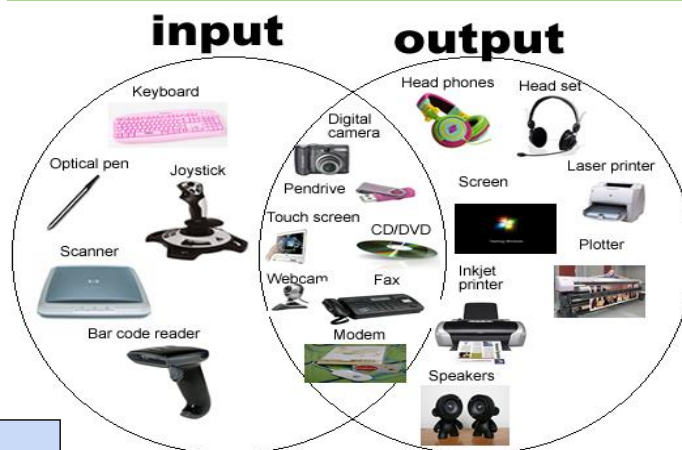 input
output
Keyboard
Optical pen
Joystick
Scanner
Bar code reader
Digital
camera
Pendrive
Touch screen
CD/DVD
Webcam
Fax
Modem
Head phones
Head set
Laser printer
Screen
Plotter
Inkjet
printer
Speakers